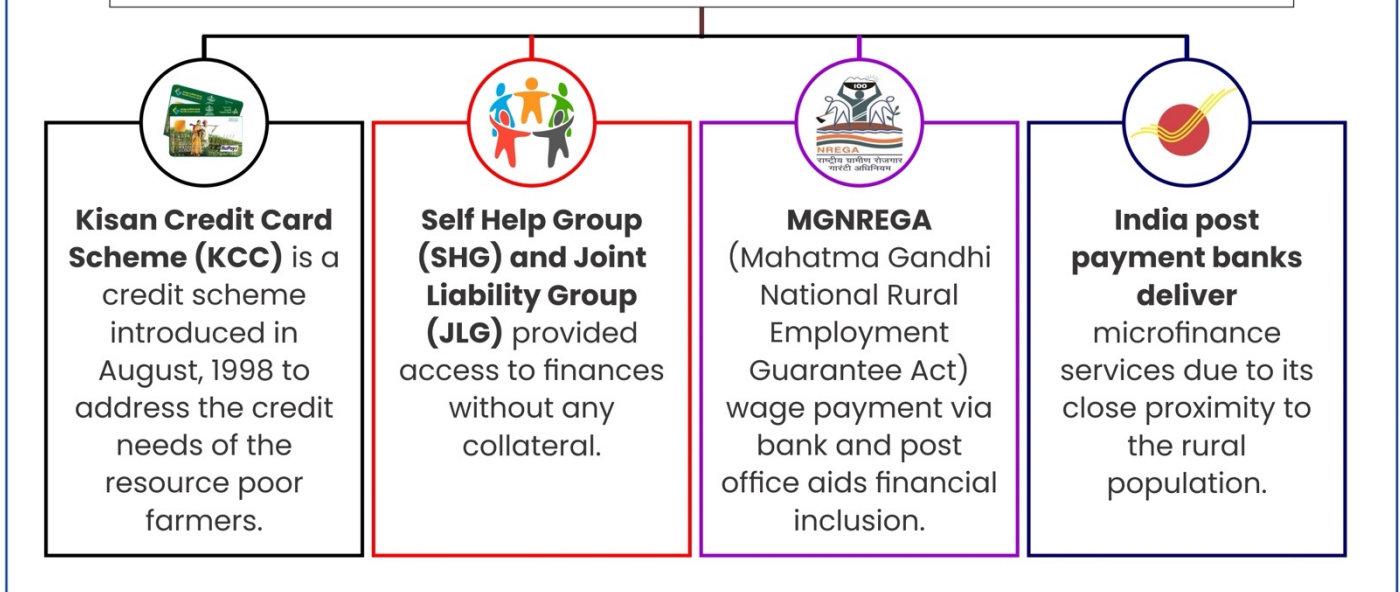 Kisan Credit Card
Scheme (KCC) is a
credit scheme
introduced in
August, 1998 to
address the credit
needs of the
resource poor
farmers.
Self Help Group
(SHG) and Joint
Liability Group
(JLG) provided
access to finances
without any
collateral.
100
NREGA
राष्ट्रीय ग्रामीण रोजगार
गारंटी अधिनियम
MGNREGA
(Mahatma Gandhi
National Rural
Employment
Guarantee Act)
wage payment via
bank and post
office aids financial
inclusion.
India post
payment banks
deliver
microfinance
services due to its
close proximity to
the rural
population.